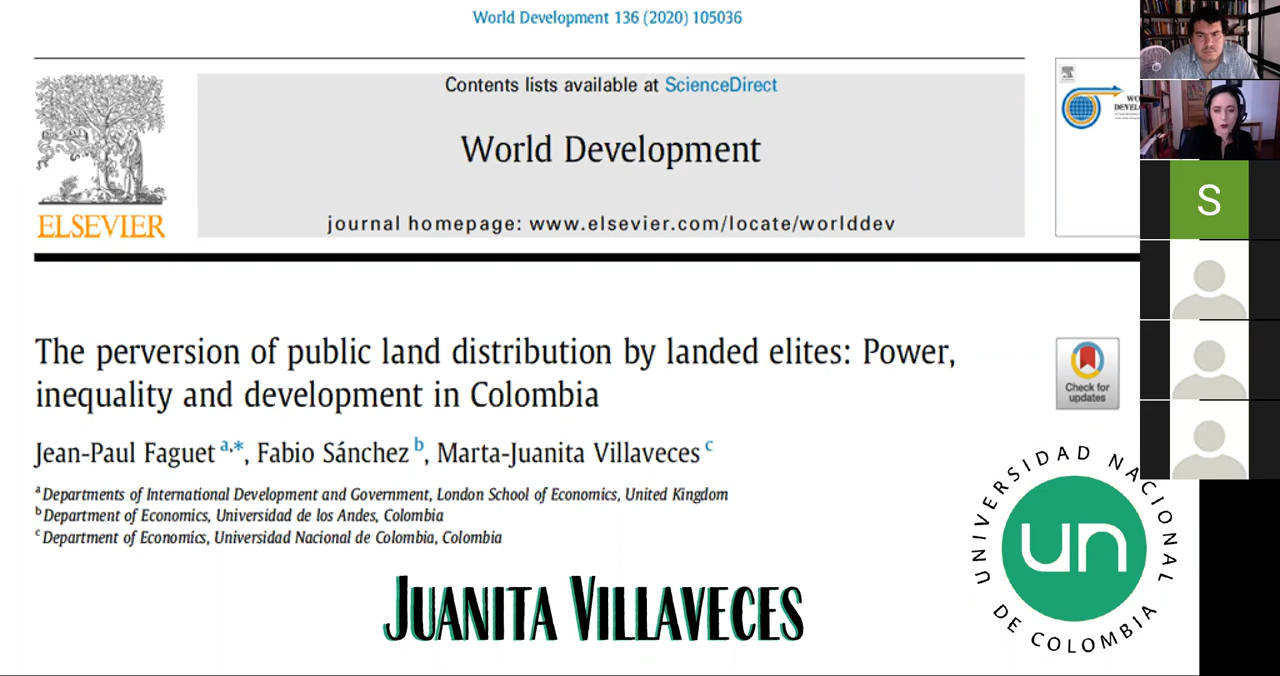 World Development 136 (2020) 105036
Contents lists available at ScienceDirect
World Development
journal homepage: www.elsevier.com/locate/worlddev
ELSEVIER
The perversion of public land distribution by landed elites: Power,
inequality and development in Colombia
Check for
updates
Jean-Paul Faguet a,*, Fabio Sánchez b, Marta-Juanita Villaveces c
a Departments of International Development and Government, London School of Economics, United Kingdom
b Department of Economics, Universidad de los Andes, Colombia
c Department of Economics, Universidad Nacional de Colombia, Colombia
JUANITA VILLAVECES
UNIVERSIDAD NACIONAL
un
DE COLOMBIA
S